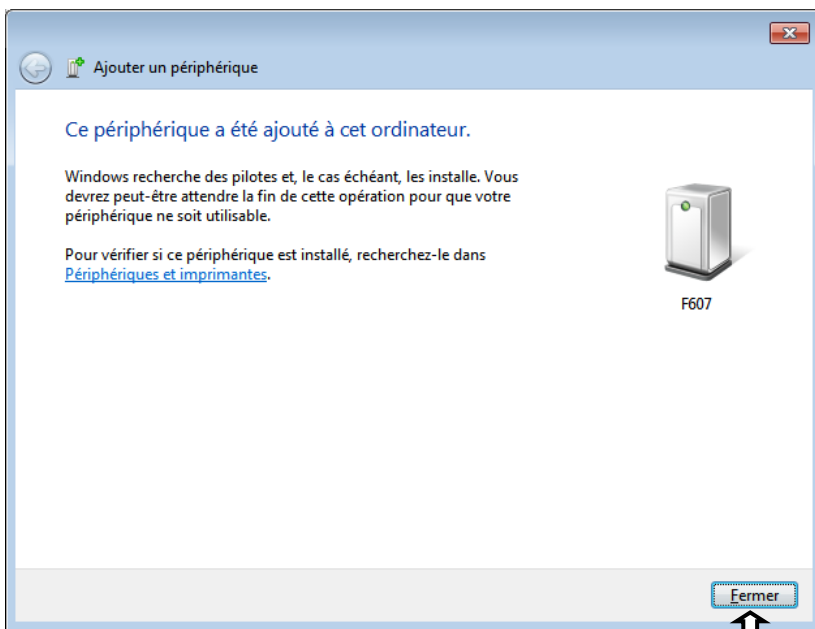 Ajouter un périphérique
Ce périphérique a été ajouté à cet ordinateur.
Windows recherche des pilotes et, le cas échéant, les installe. Vous
devrez peut-être attendre la fin de cette opération pour que votre
périphérique ne soit utilisable.
Pour vérifier si ce périphérique est installé, recherchez-le dans
Périphériques et imprimantes.
F607
Fermer